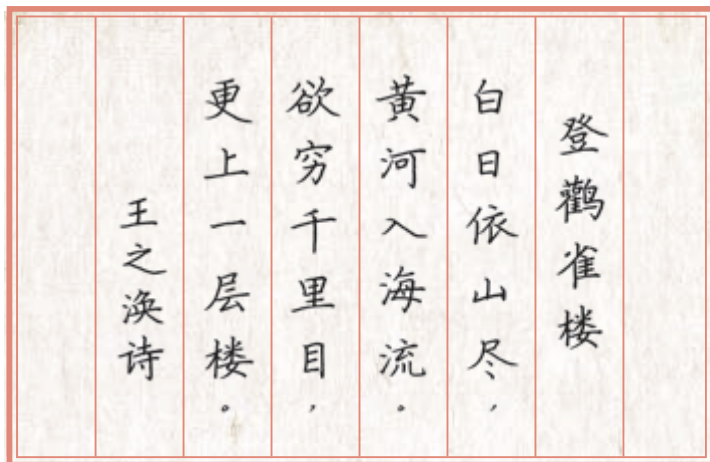 登鹳雀楼
白日依山尽，
黄河入海流。
欲穷千里目，
更上一层楼。
王之涣诗